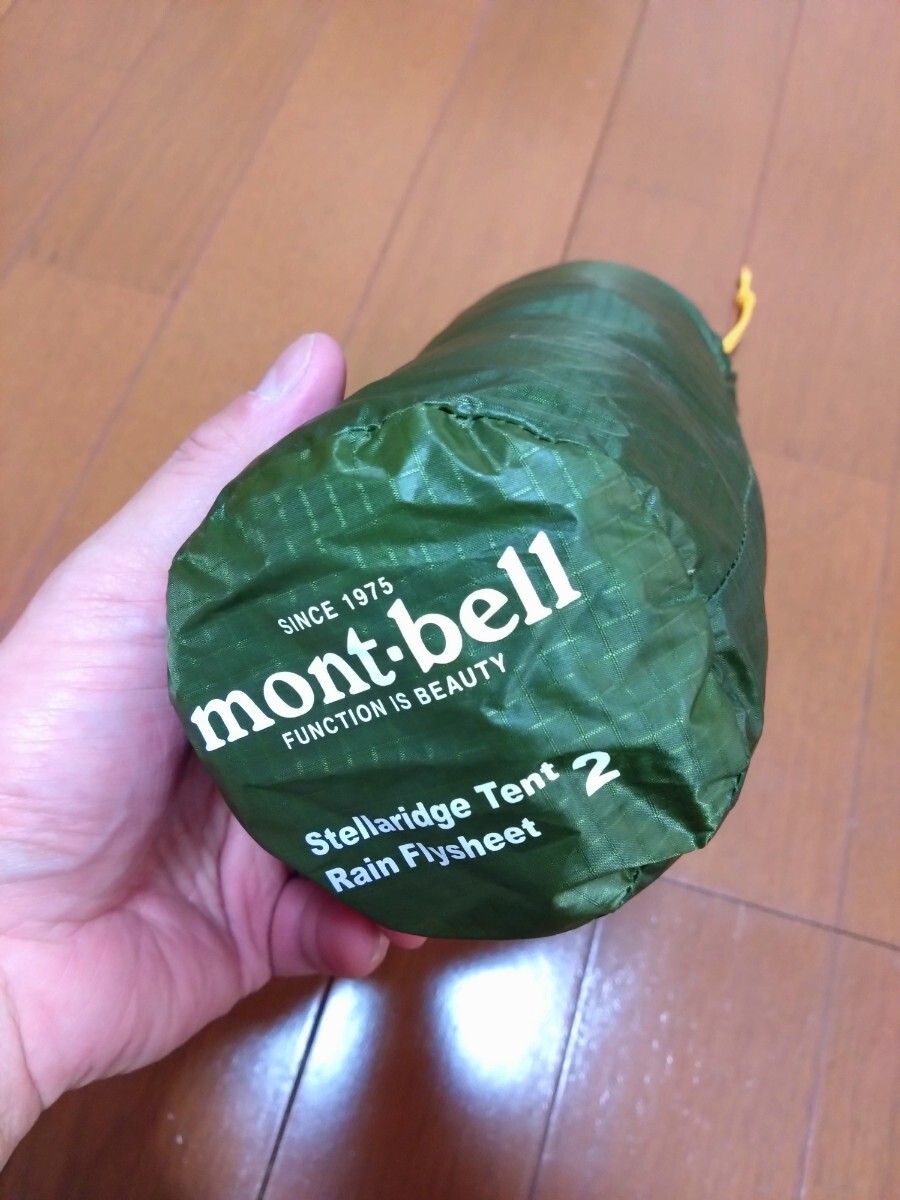 SINCE 1975
mont·bell
FUNCTION IS BEAUTY
Stellaridge Tent 2
Rain Flysheet